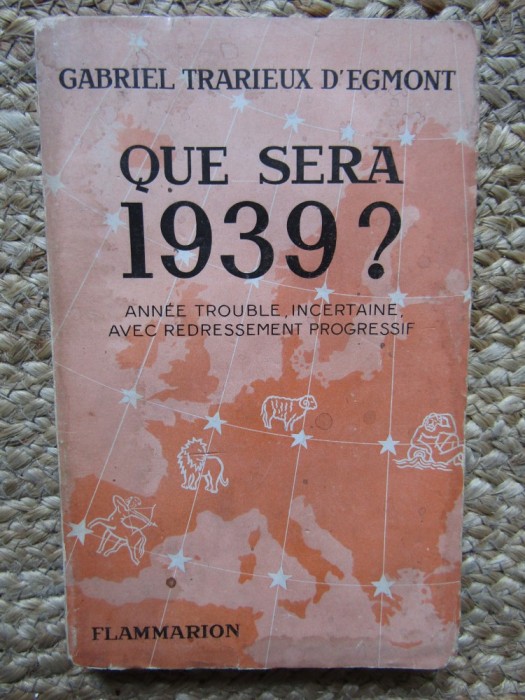 GABRIEL TRARIEUX D'EGMONT
QUE SERA
1939 ?
ANNÉE TROUBLE, INCERTAINE,
AVEC REDRESSEMENT PROGRESSIF
FLAMMARION